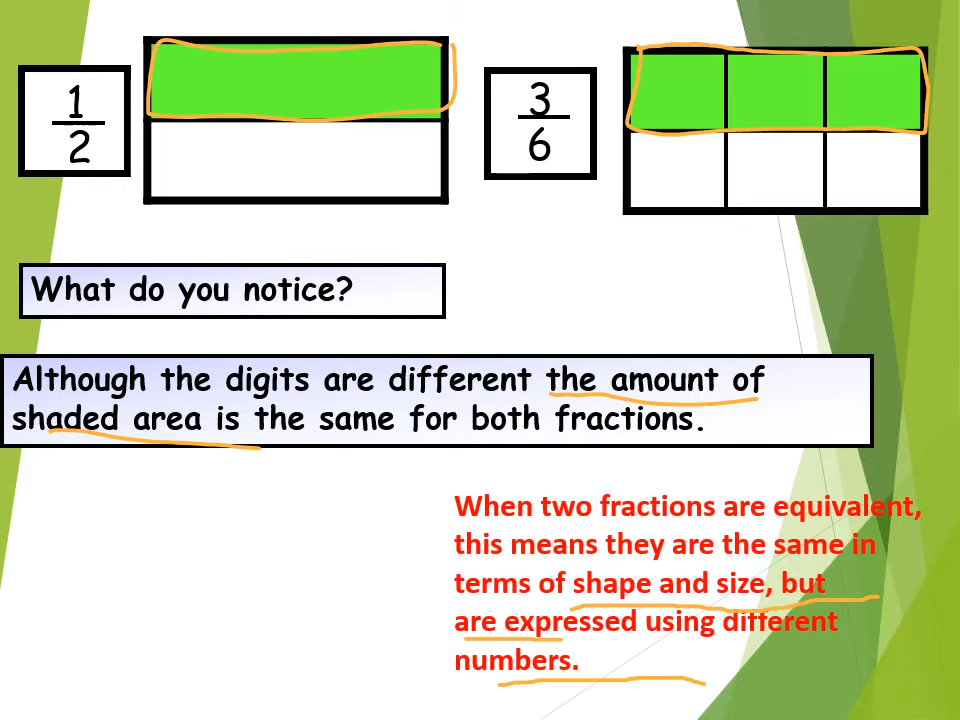 1
2
3
6
What do you notice?
Although the digits are different the amount of
shaded area is the same for both fractions.
When two fractions are equivalent,
this means they are the same in
terms of shape and size, but
are expressed using different
numbers.